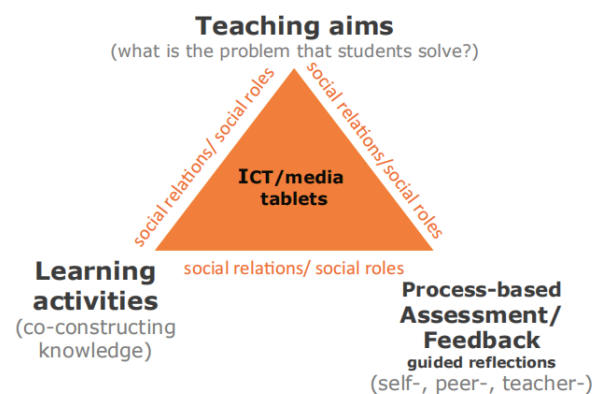 Teaching aims
(what is the problem that students solve?)
social relations/ social roles
social relations/social roles
ICT/media
tablets
social relations/ social roles
Learning
activities
(co-constructing
knowledge)
Process-based
Assessment/
Feedback
guided reflections
(self-, peer-, teacher-)